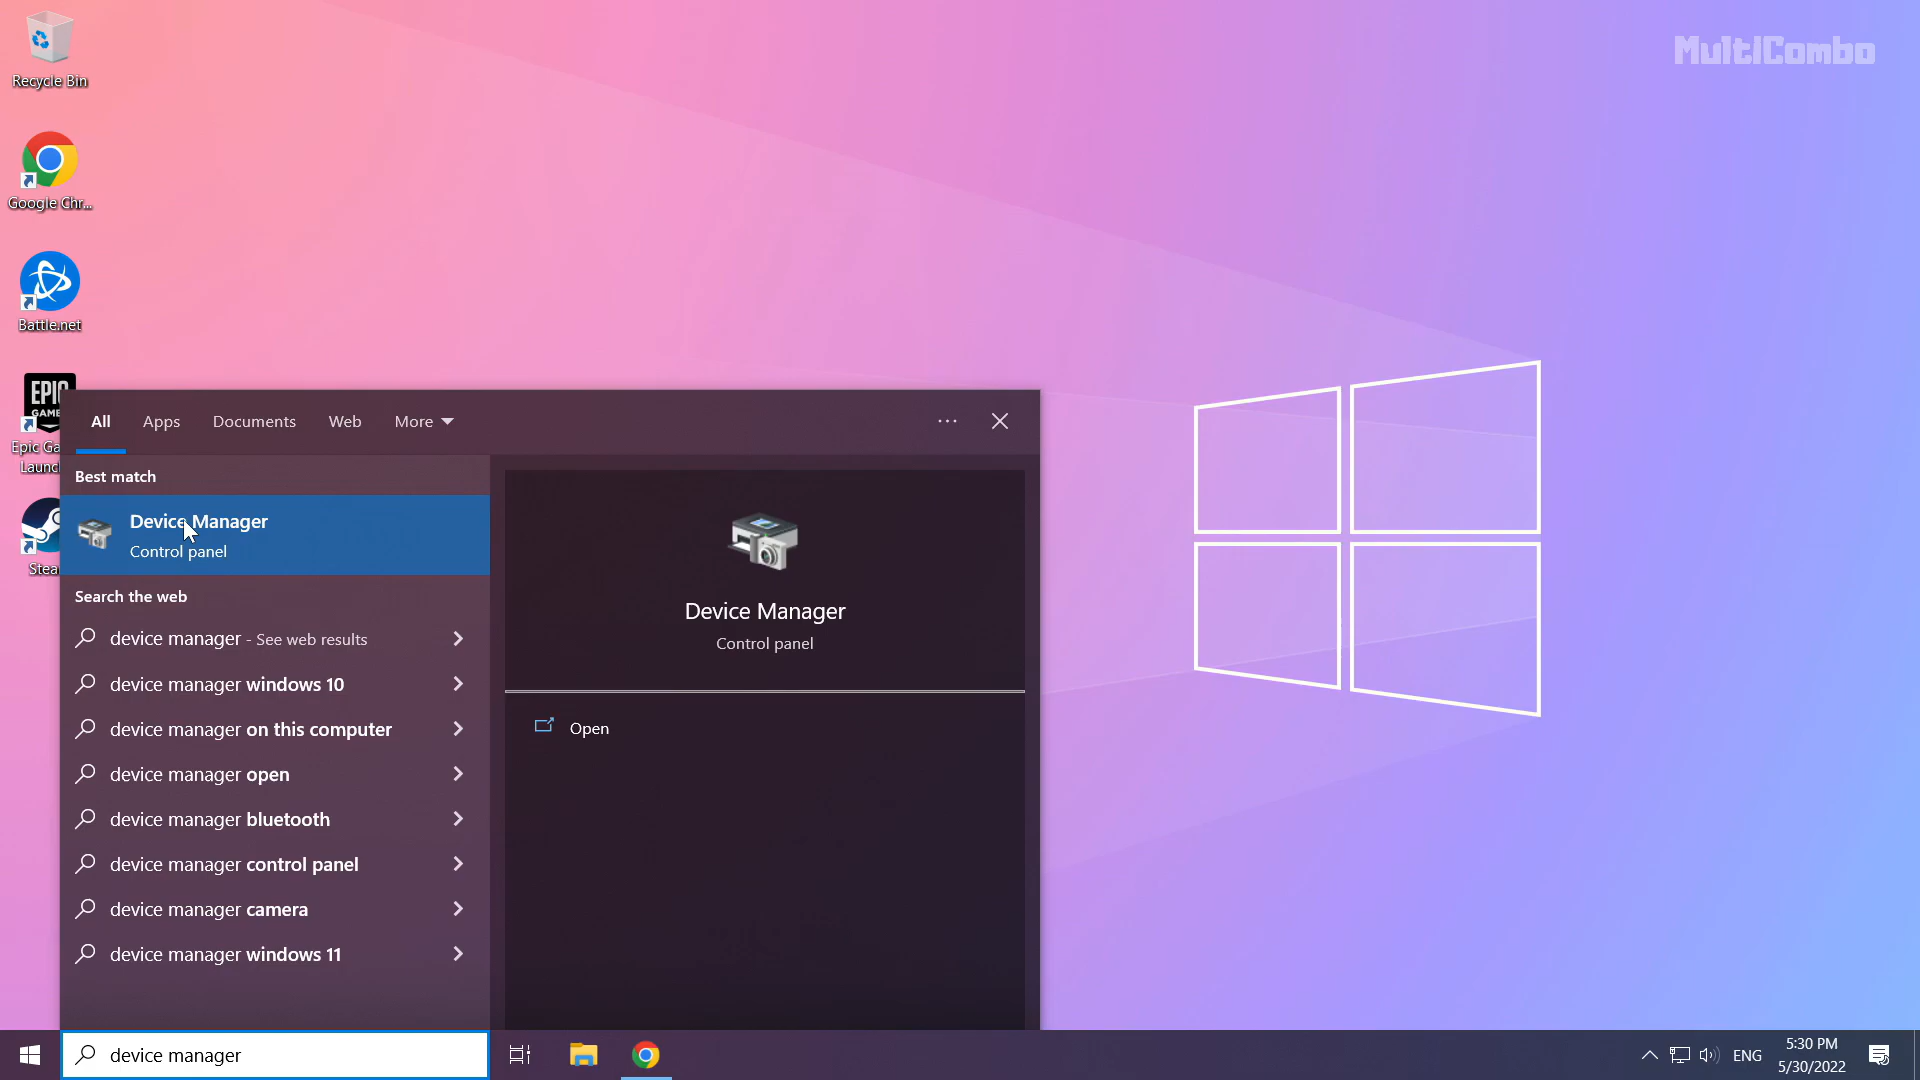 MultiCombo
Recycle Bin
Google Chr...
Battle.net
EPIC
GAM
Epic Ga
Launc
Stea
All
Apps
Documents
Web
More
Best match
Device Manager
Control panel
Search the web
device manager - See web results
device manager windows 10
device manager on this computer
device manager open
device manager bluetooth
device manager control panel
device manager camera
device manager windows 11
Device Manager
Control panel
Open
device manager
ENG
5:30 PM
5/30/2022